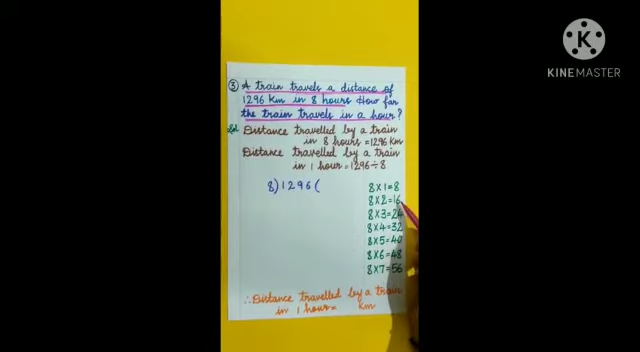 ③ A train travels a distance of
1296 Km in 8 hours How far
the train travels in a hour?
Sol Distance travelled by a train
in 8 hours = 1296 Km
Distance travelled by a train
in 1 hour = 1296 ÷ 8
8)1296(
8×1=8
8×2=16
8×3=24
8×4=32
8×5=40
8×6=48
8×7=56
∴ Distance travelled by a train
in 1 hour = Km
KINEMASTER